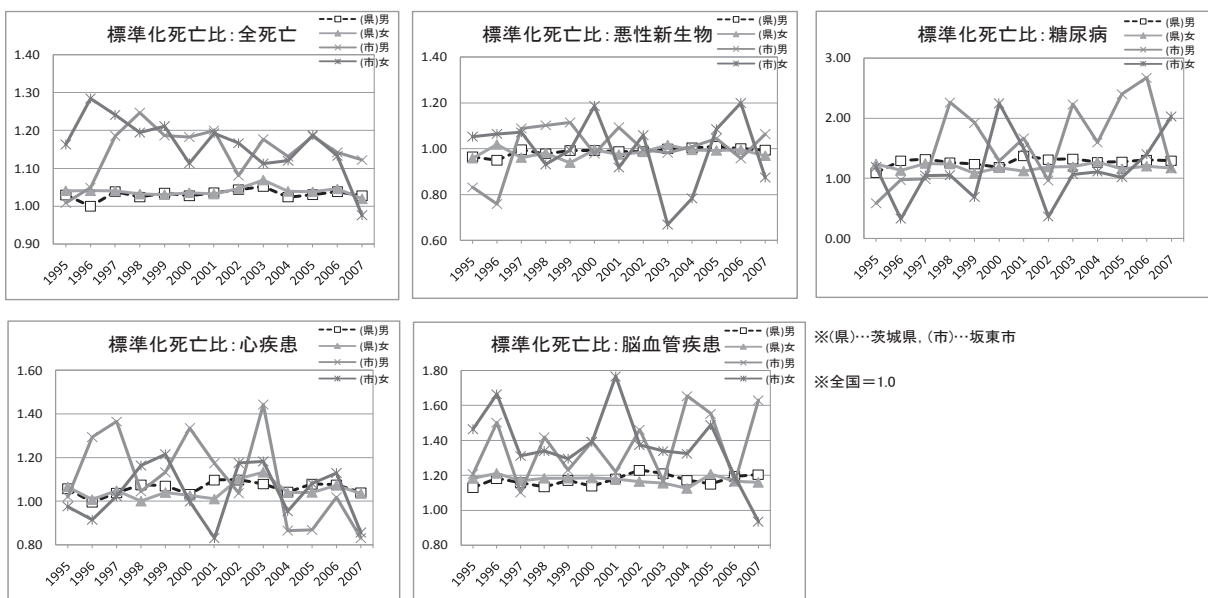 標準化死亡比：全死亡
(県)男
(県)女
(市)男
(市)女
1.40
1.30
1.20
1.10
1.00
0.90
1995 1996 1997 1998 1999 2000 2001 2002 2003 2004 2005 2006 2007
標準化死亡比：悪性新生物
(県)男
(県)女
(市)男
(市)女
1.40
1.20
1.00
0.80
0.60
1995 1996 1997 1998 1999 2000 2001 2002 2003 2004 2005 2006 2007
標準化死亡比：糖尿病
(県)男
(県)女
(市)男
(市)女
3.00
2.00
1.00
0.00
1995 1996 1997 1998 1999 2000 2001 2002 2003 2004 2005 2006 2007
標準化死亡比：心疾患
(県)男
(県)女
(市)男
(市)女
1.60
1.40
1.20
1.00
0.80
1995 1996 1997 1998 1999 2000 2001 2002 2003 2004 2005 2006 2007
標準化死亡比：脳血管疾患
(県)男
(県)女
(市)男
(市)女
1.80
1.60
1.40
1.20
1.00
0.80
1995 1996 1997 1998 1999 2000 2001 2002 2003 2004 2005 2006 2007
※(県)…茨城県，(市)…坂東市
※全国＝1.0